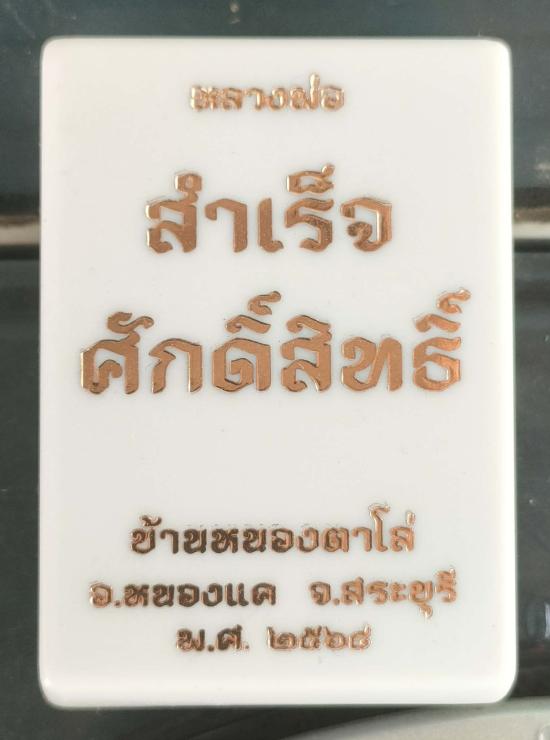 หลวงพ่อ
สำเร็จ
ศักดิ์สิทธิ์
บ้านหนองตาโล่
อ.หนองแค จ.สระบุรี
พ.ศ. ๒๕๖๘